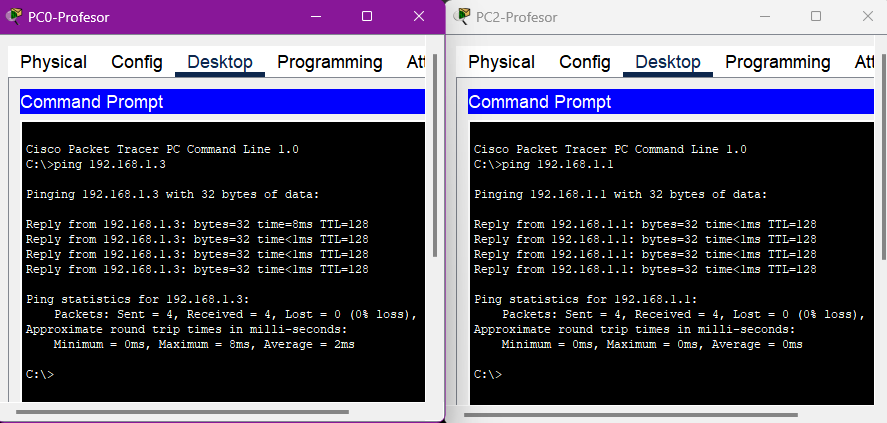 PC0-Profesor
Physical Config Desktop Programming Att
Command Prompt
Cisco Packet Tracer PC Command Line 1.0
C:\>ping 192.168.1.3
Pinging 192.168.1.3 with 32 bytes of data:
Reply from 192.168.1.3: bytes=32 time=8ms TTL=128
Reply from 192.168.1.3: bytes=32 time<1ms TTL=128
Reply from 192.168.1.3: bytes=32 time<1ms TTL=128
Reply from 192.168.1.3: bytes=32 time<1ms TTL=128
Ping statistics for 192.168.1.3:
Packets: Sent = 4, Received = 4, Lost = 0 (0% loss),
Approximate round trip times in milli-seconds:
Minimum = 0ms, Maximum = 8ms, Average = 2ms
C:\>
PC2-Profesor
Physical Config Desktop Programming Att
Command Prompt
Cisco Packet Tracer PC Command Line 1.0
C:\>ping 192.168.1.1
Pinging 192.168.1.1 with 32 bytes of data:
Reply from 192.168.1.1: bytes=32 time<1ms TTL=128
Reply from 192.168.1.1: bytes=32 time<1ms TTL=128
Reply from 192.168.1.1: bytes=32 time<1ms TTL=128
Reply from 192.168.1.1: bytes=32 time<1ms TTL=128
Ping statistics for 192.168.1.1:
Packets: Sent = 4, Received = 4, Lost = 0 (0% loss),
Approximate round trip times in milli-seconds:
Minimum = 0ms, Maximum = 0ms, Average = 0ms
C:\>